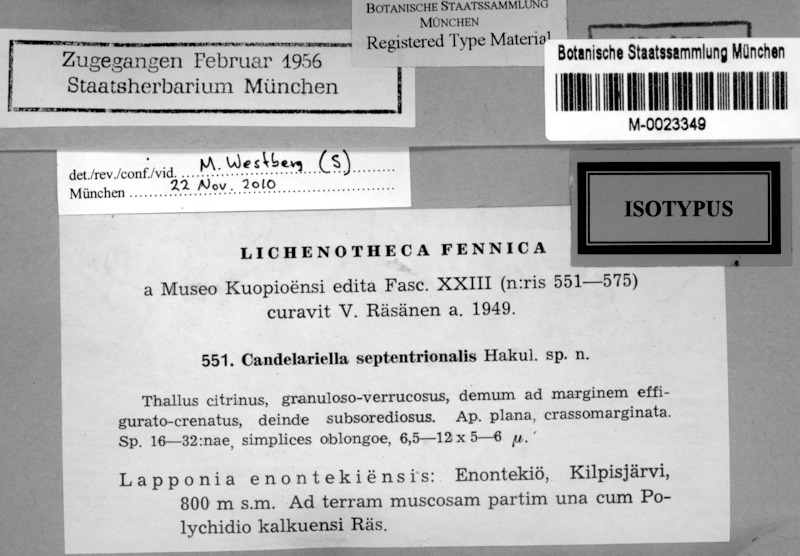 BOTANISCHE STAATSSAMMLUNG
MÜNCHEN
Registered Type Material
Zugegangen Februar 1956
Staatsherbarium München
Botanische Staatssammlung München
M-0023349
det./rev./conf./vid. M. Westberg (S)
München 22 Nov. 2010
ISOTYPUS
LICHENOTHECA FENNICA
a Museo Kuopioënsi edita Fasc. XXIII (n:ris 551—575)
curavit V. Räsänen a. 1949.
551. Candelariella septentrionalis Hakul. sp. n.
Thallus citrinus, granuloso-verrucosus, demum ad marginem effi-
gurato-crenatus, deinde subsorediosus. Ap. plana, crassomarginata.
Sp. 16—32:nae, simplices oblongoe, 6,5—12 x 5—6 μ.
Lapponia enontekiënsis: Enontekiö, Kilpisjärvi,
800 m s.m. Ad terram muscosam partim una cum Po-
lychidio kalkuensi Räs.